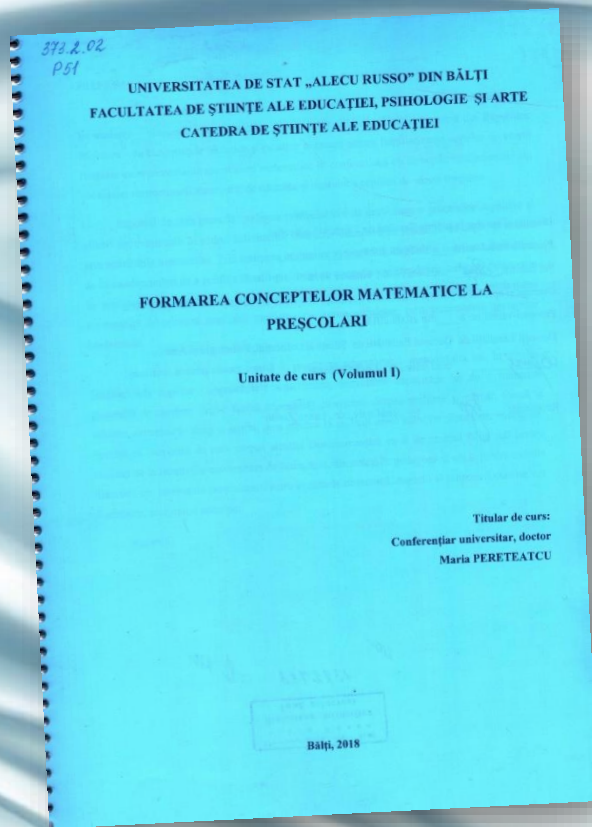 373.2.02
P51
UNIVERSITATEA DE STAT „ALECU RUSSO” DIN BĂLȚI
FACULTATEA DE ȘTIINȚE ALE EDUCAȚIEI, PSIHOLOGIE ȘI ARTE
CATEDRA DE ȘTIINȚE ALE EDUCAȚIEI
FORMAREA CONCEPTELOR MATEMATICE LA
PREȘCOLARI
Unitate de curs (Volumul I)
Titular de curs:
Conferențiar universitar, doctor
Maria PERETEATCU
Bălți, 2018